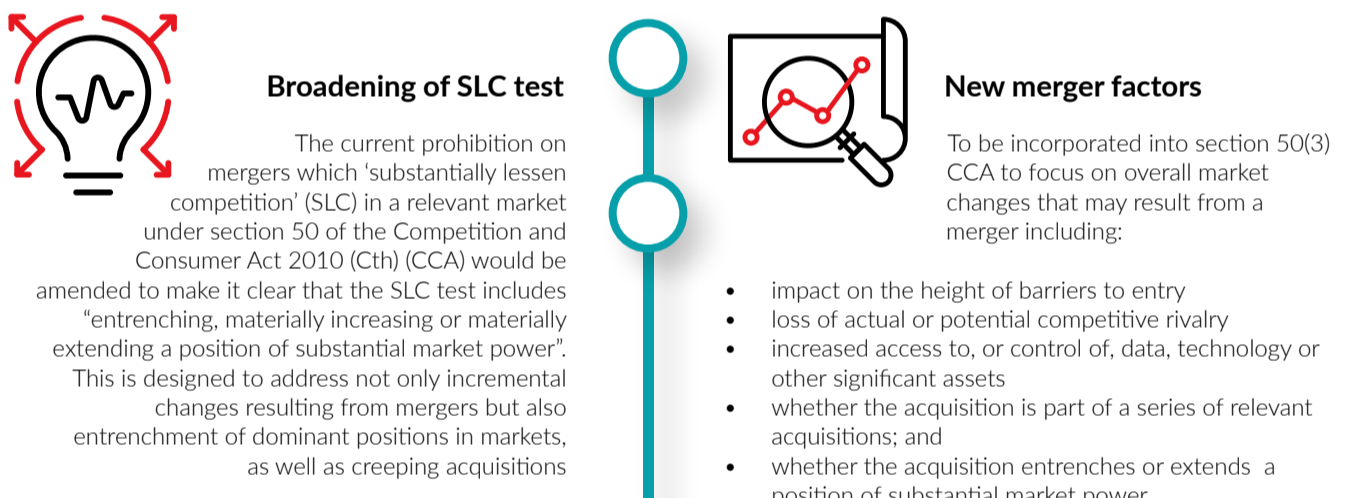 Broadening of SLC test
The current prohibition on
mergers which ‘substantially lessen
competition’ (SLC) in a relevant market
under section 50 of the Competition and
Consumer Act 2010 (Cth) (CCA) would be
amended to make it clear that the SLC test includes
“entrenching, materially increasing or materially
extending a position of substantial market power”.
This is designed to address not only incremental
changes resulting from mergers but also
entrenchment of dominant positions in markets,
as well as creeping acquisitions
New merger factors
To be incorporated into section 50(3)
CCA to focus on overall market
changes that may result from a
merger including:
• impact on the height of barriers to entry
• loss of actual or potential competitive rivalry
• increased access to, or control of, data, technology or
other significant assets
• whether the acquisition is part of a series of relevant
acquisitions; and
• whether the acquisition entrenches or extends a
position of substantial market power